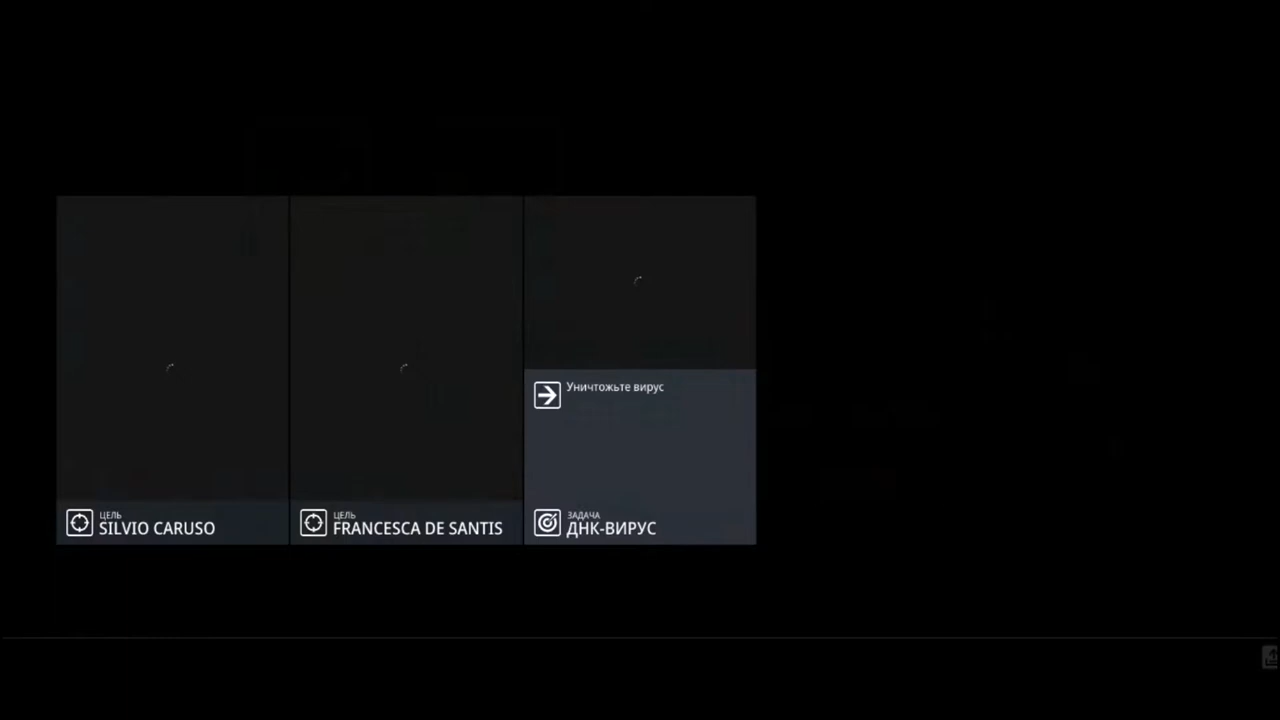 ЦЕЛЬ
SILVIO CARUSO
ЦЕЛЬ
FRANCESCA DE SANTIS
Уничтожьте вирус
ЗАДАЧА
ДНК-ВИРУС